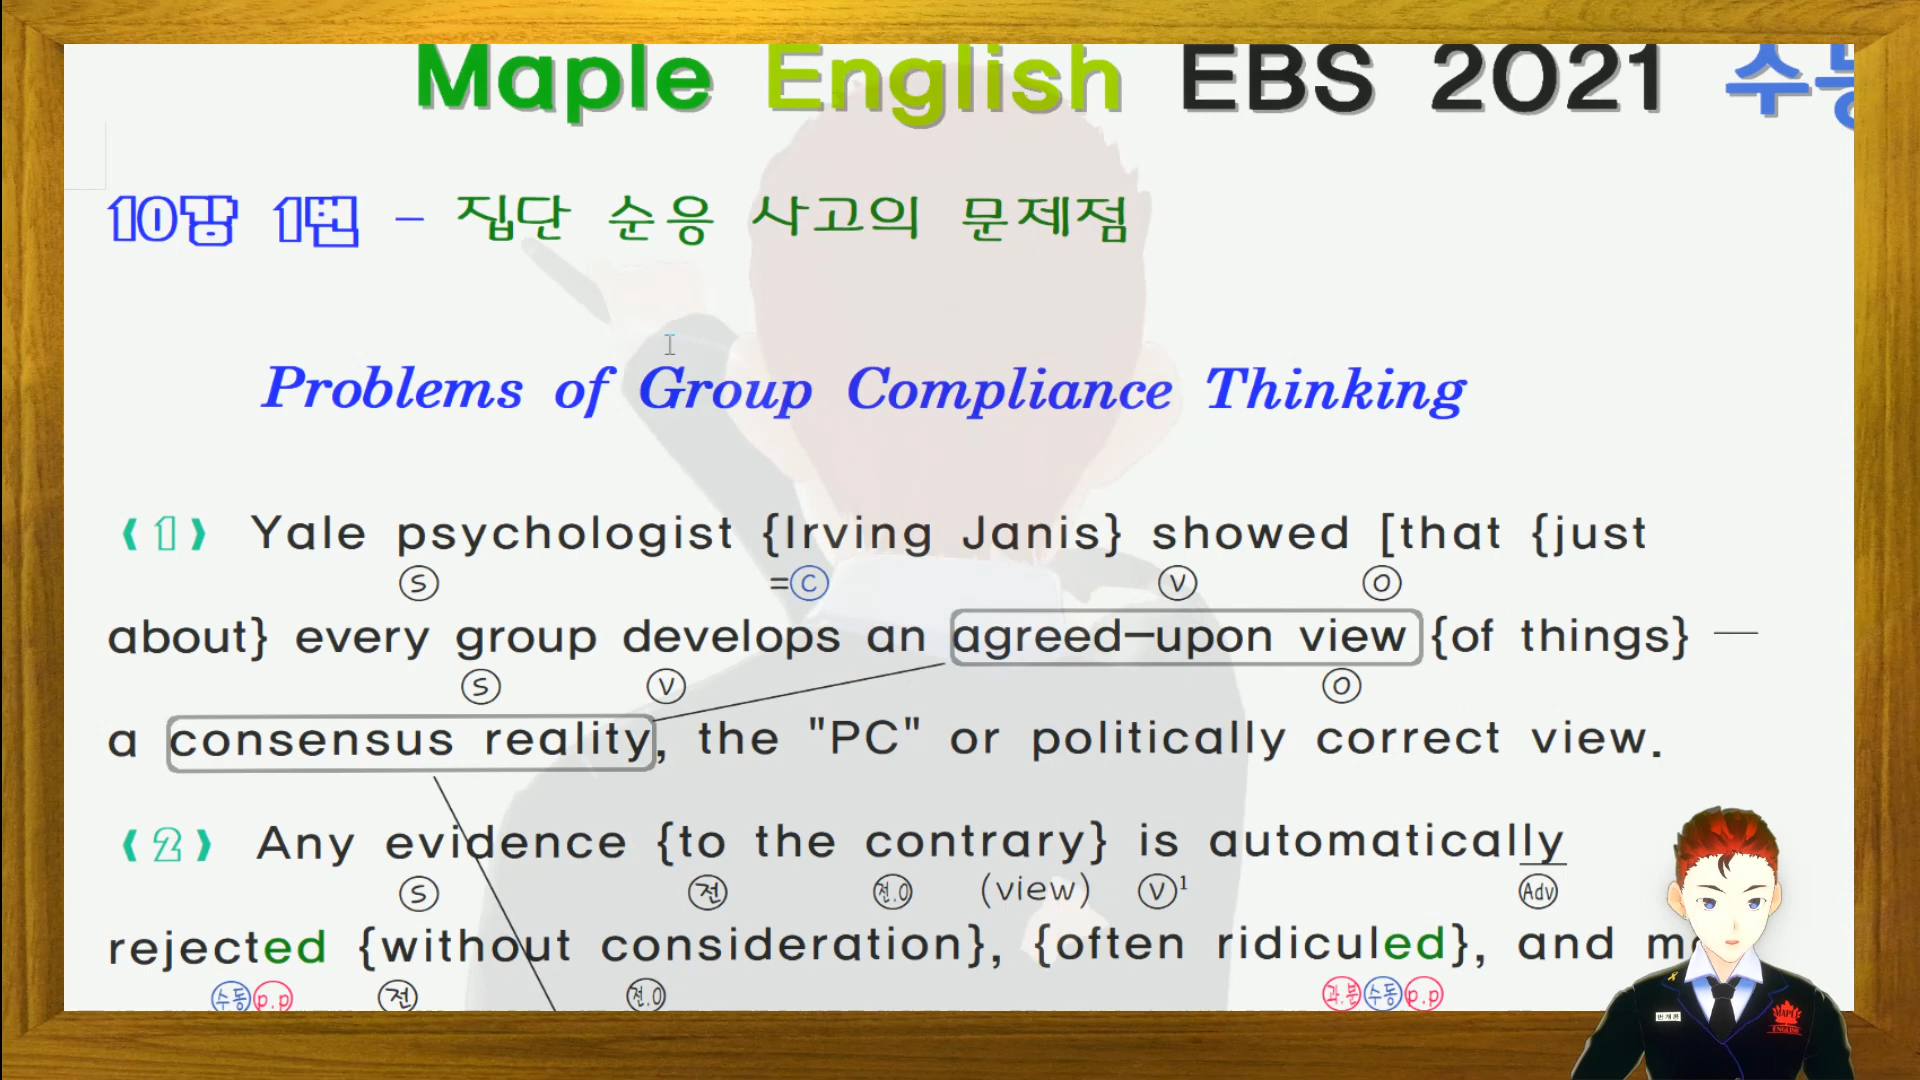 Maple English EBS 2021 수
10강 1번 – 집단 순응 사고의 문제점
Problems of Group Compliance Thinking
《1》 Yale psychologist {Irving Janis} showed [that {just
S =C V O
about} every group develops an agreed-upon view {of things} —
S V O
a consensus reality, the "PC" or politically correct view.
《2》 Any evidence {to the contrary} is automatically
S 전 전.O (view) V¹ Adv
rejected {without consideration}, {often ridiculed}, and
수동 p.p 전 전.O 과.분 수동 p.p
MAPLE
ENGLISH